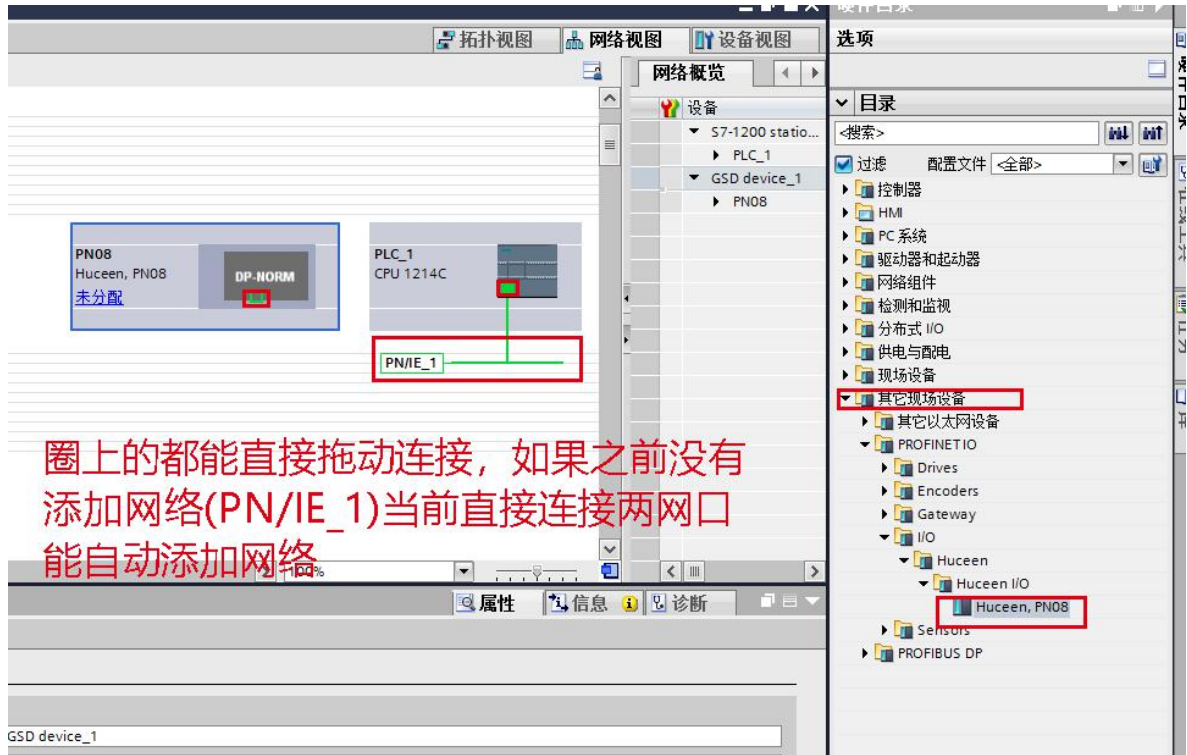 硬件目录
拓扑视图
网络视图
设备视图
选项
网络概览
设备
S7-1200 statio...
PLC_1
GSD device_1
PN08
目录
<搜索>
过滤 配置文件 <全部>
控制器
HMI
PC 系统
驱动器和起动器
网络组件
检测和监视
分布式 I/O
供电与配电
现场设备
其它现场设备
其它以太网设备
PROFINET IO
Drives
Encoders
Gateway
I/O
Huceen
Huceen I/O
Huceen, PN08
Sensors
PROFIBUS DP
PN08
Huceen, PN08
未分配
DP-NORM
PLC_1
CPU 1214C
PN/IE_1
圈上的都能直接拖动连接，如果之前没有
添加网络(PN/IE_1)当前直接连接两网口
能自动添加网络
100%
属性
信息
诊断
GSD device_1